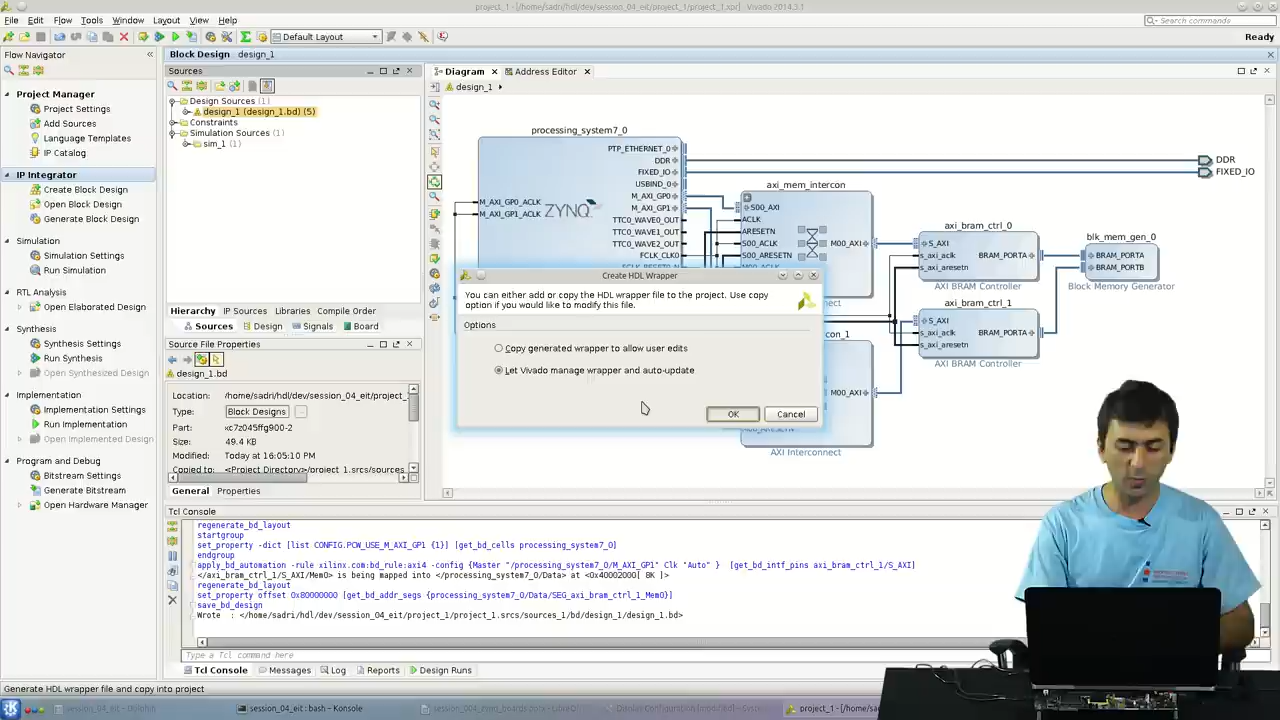 project_1 - [/home/sadri/hdl/dev/session_04_eit/project_1/project_1.xpr] - Vivado 2014.3.1
File Edit Flow Tools Window Layout View Help
Search commands
Default Layout
Ready
Flow Navigator
Project Manager
Project Settings
Add Sources
Language Templates
IP Catalog
IP Integrator
Create Block Design
Open Block Design
Generate Block Design
Simulation
Simulation Settings
Run Simulation
RTL Analysis
Open Elaborated Design
Synthesis
Synthesis Settings
Run Synthesis
Open Synthesized Design
Implementation
Implementation Settings
Run Implementation
Open Implemented Design
Program and Debug
Bitstream Settings
Generate Bitstream
Open Hardware Manager
Block Design design_1
Sources
Design Sources (1)
design_1 (design_1.bd) (5)
Constraints
Simulation Sources (1)
sim_1 (1)
Hierarchy IP Sources Libraries Compile Order
Sources Design Signals Board
Source File Properties
design_1.bd
Location: /home/sadri/hdl/dev/session_04_eit/project_
Type: Block Designs
Part: xc7z045ffg900-2
Size: 49.4 KB
Modified: Today at 16:05:10 PM
Copied to: <Project Directory>/project_1.srcs/sources
General Properties
Diagram Address Editor
design_1
processing_system7_0
PTP_ETHERNET_0
DDR
FIXED_IO
USBIND_0
M_AXI_GP0
M_AXI_GP1
TTC0_WAVE0_OUT
TTC0_WAVE1_OUT
TTC0_WAVE2_OUT
FCLK_CLK0
M_AXI_GP0_ACLK
M_AXI_GP1_ACLK
ZYNQ
DDR
FIXED_IO
axi_mem_intercon
S00_AXI
ACLK
ARESETN
S00_ACLK
S00_ARESETN
M00_AXI
axi_bram_ctrl_0
S_AXI
s_axi_aclk
s_axi_aresetn
BRAM_PORTA
AXI BRAM Controller
blk_mem_gen_0
BRAM_PORTA
BRAM_PORTB
Block Memory Generator
axi_bram_ctrl_1
S_AXI
s_axi_aclk
s_axi_aresetn
BRAM_PORTA
AXI BRAM Controller
M00_AXI
M00_ARESETN
AXI Interconnect
Create HDL Wrapper
You can either add or copy the HDL wrapper file to the project. Use copy
option if you would like to modify this file.
Options
Copy generated wrapper to allow user edits
Let Vivado manage wrapper and auto-update
OK Cancel
Tcl Console
regenerate_bd_layout
startgroup
set_property -dict [list CONFIG.PCW_USE_M_AXI_GP1 {1}] [get_bd_cells processing_system7_0]
endgroup
apply_bd_automation -rule xilinx.com:bd_rule:axi4 -config {Master "/processing_system7_0/M_AXI_GP1" Clk "Auto" } [get_bd_intf_pins axi_bram_ctrl_1/S_AXI]
</axi_bram_ctrl_1/S_AXI/Mem0> is being mapped into </processing_system7_0/Data> at <0x40002000[ 8K ]>
regenerate_bd_layout
set_property offset 0x80000000 [get_bd_addr_segs {processing_system7_0/Data/SEG_axi_bram_ctrl_1_Mem0}]
save_bd_design
Wrote : </home/sadri/hdl/dev/session_04_eit/project_1/project_1.srcs/sources_1/bd/design_1/design_1.bd>
Type a Tcl command here
Tcl Console Messages Log Reports Design Runs
Generate HDL wrapper file and copy into project
session_04_eit - Dolphin
session_04_eit : bash - Konsole
project_1 - [/home/sadr